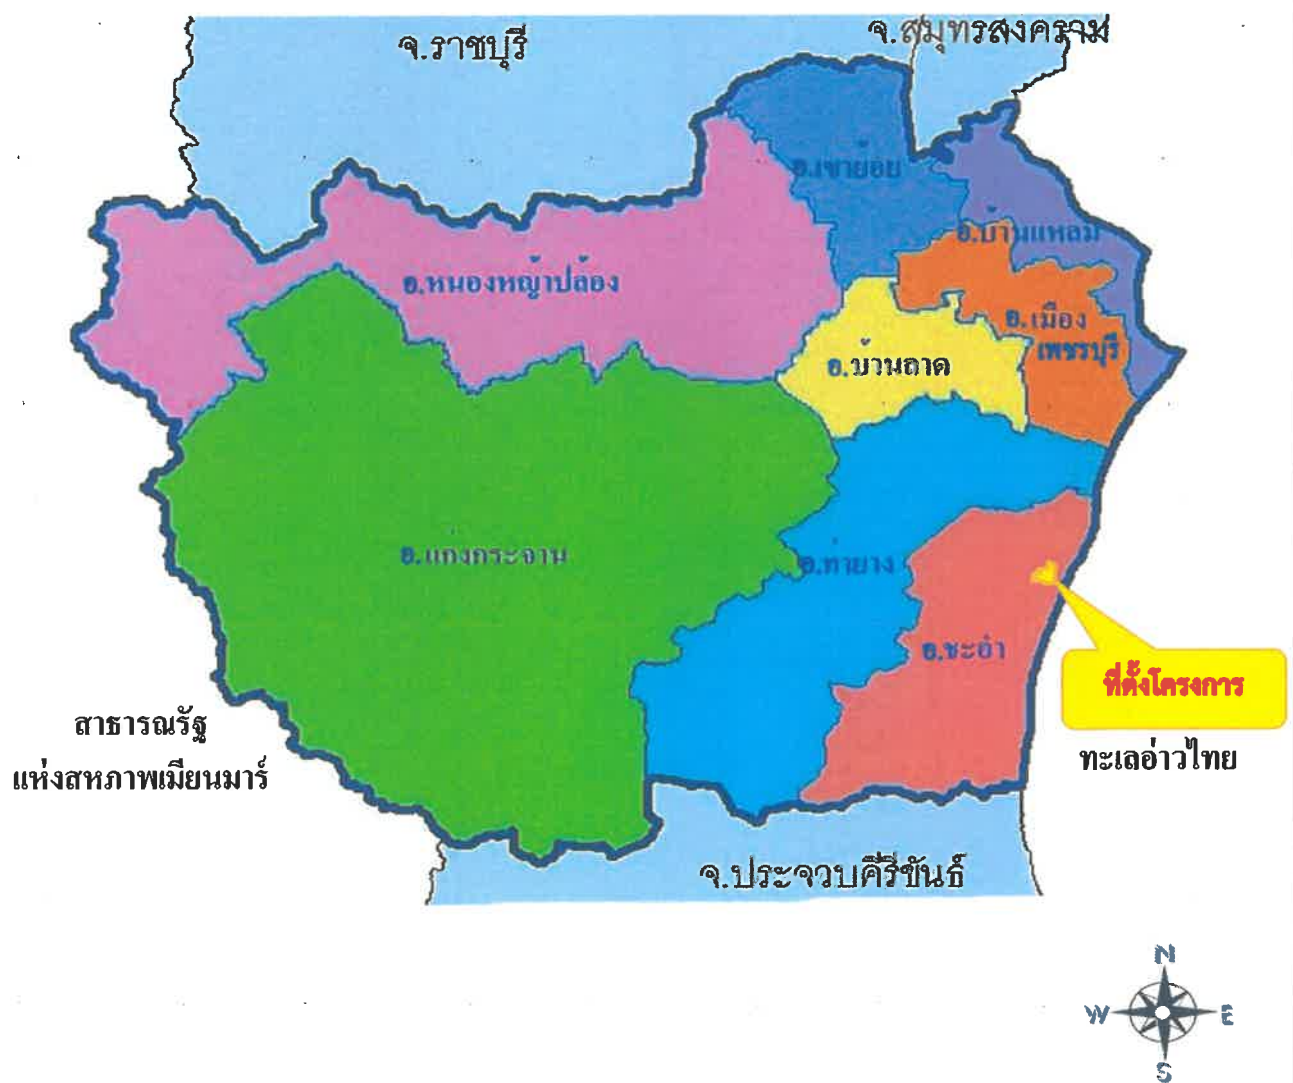 จ.ราชบุรี
จ.สมุทรสงคราม
อ.เขาย้อย
อ.บ้านแหลม
อ.หนองหญ้าปล้อง
อ.เมือง
เพชรบุรี
อ.บ้านลาด
อ.แก่งกระจาน
อ.ท่ายาง
อ.ชะอำ
ที่ตั้งโครงการ
สาธารณรัฐ
แห่งสหภาพเมียนมาร์
ทะเลอ่าวไทย
จ.ประจวบคีรีขันธ์
N
W
E
S